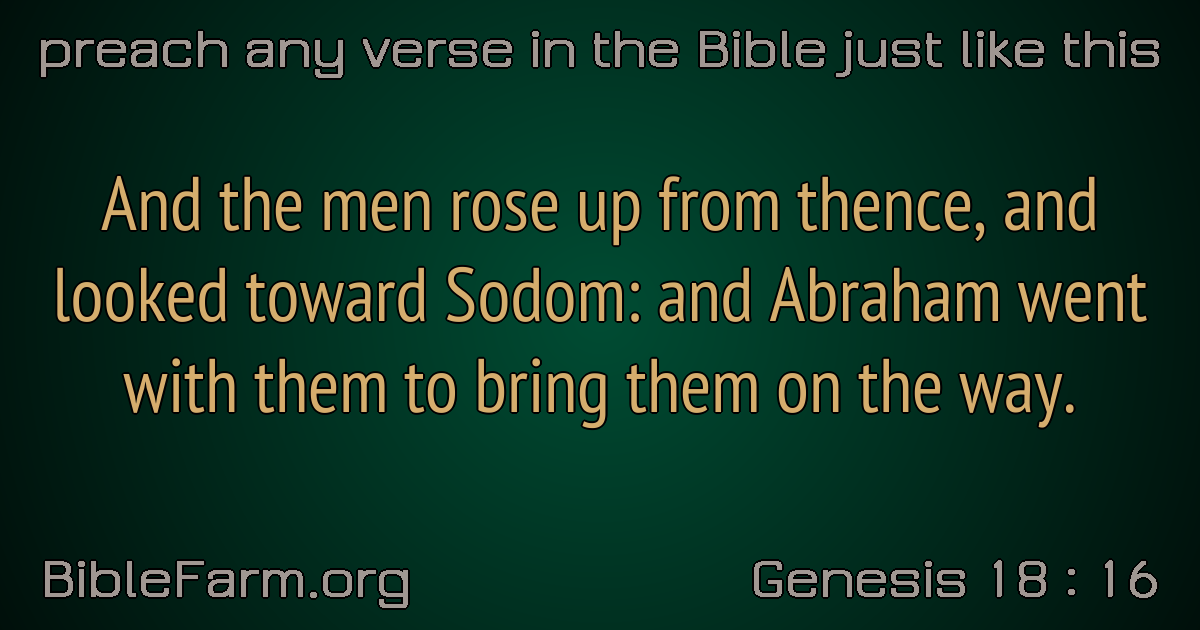 preach any verse in the Bible just like this
And the men rose up from thence, and
looked toward Sodom: and Abraham went
with them to bring them on the way.
BibleFarm.org
Genesis 18 : 16